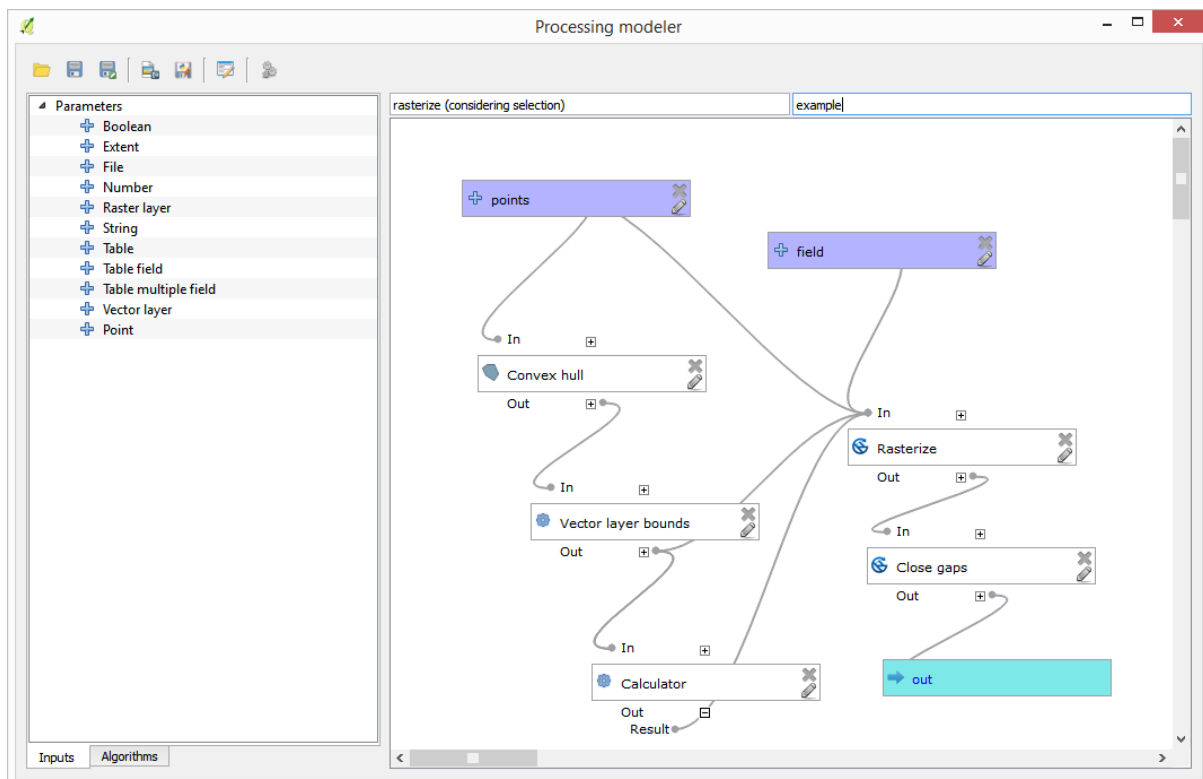 Processing modeler
Parameters
Boolean
Extent
File
Number
Raster layer
String
Table
Table field
Table multiple field
Vector layer
Point
Inputs
Algorithms
rasterize (considering selection)
example
points
field
In
Convex hull
Out
In
Rasterize
Out
In
Vector layer bounds
Out
In
Close gaps
Out
In
Calculator
Out
Result
out